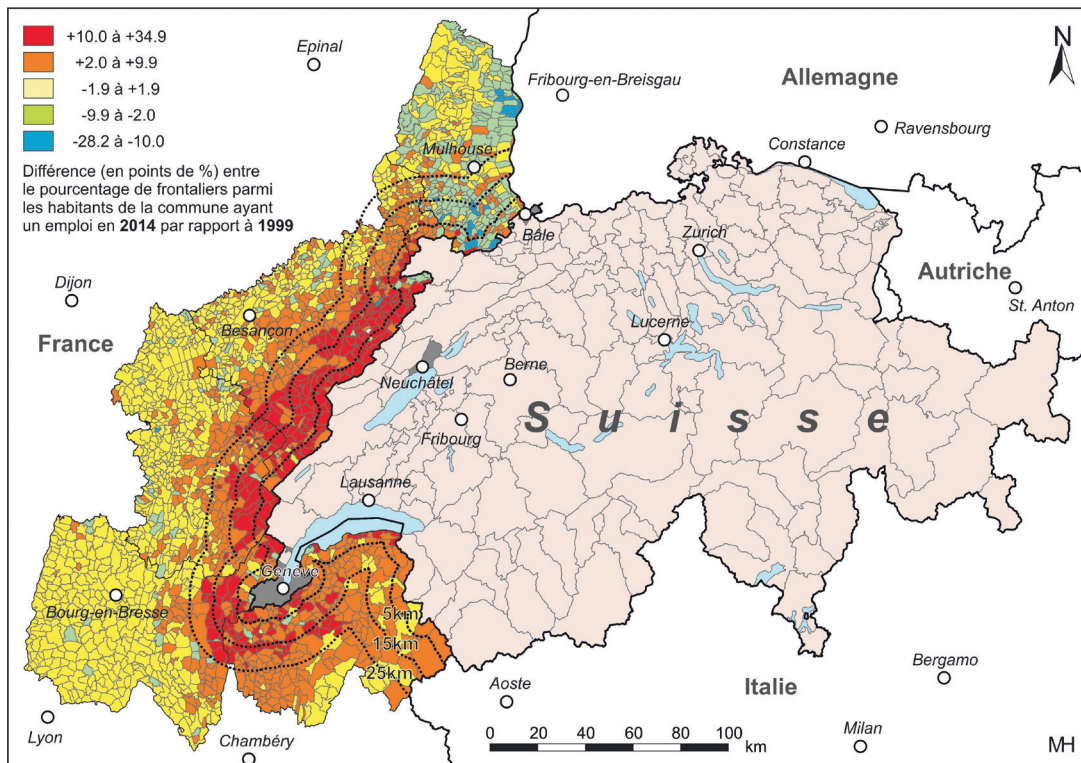 +10.0 à +34.9
+2.0 à +9.9
-1.9 à +1.9
-9.9 à -2.0
-28.2 à -10.0
Différence (en points de %) entre
le pourcentage de frontaliers parmi
les habitants de la commune ayant
un emploi en 2014 par rapport à 1999
Epinal
Fribourg-en-Breisgau
Allemagne
N
Ravensbourg
Constance
Mulhouse
Bâle
Zurich
Autriche
St. Anton
Dijon
France
Besançon
Lucerne
Neuchâtel
Berne
Suisse
Fribourg
Lausanne
Genève
Bourg-en-Bresse
5km
15km
25km
Aoste
Italie
Bergamo
Lyon
Chambéry
Milan
0 20 40 60 80 100
km
MH